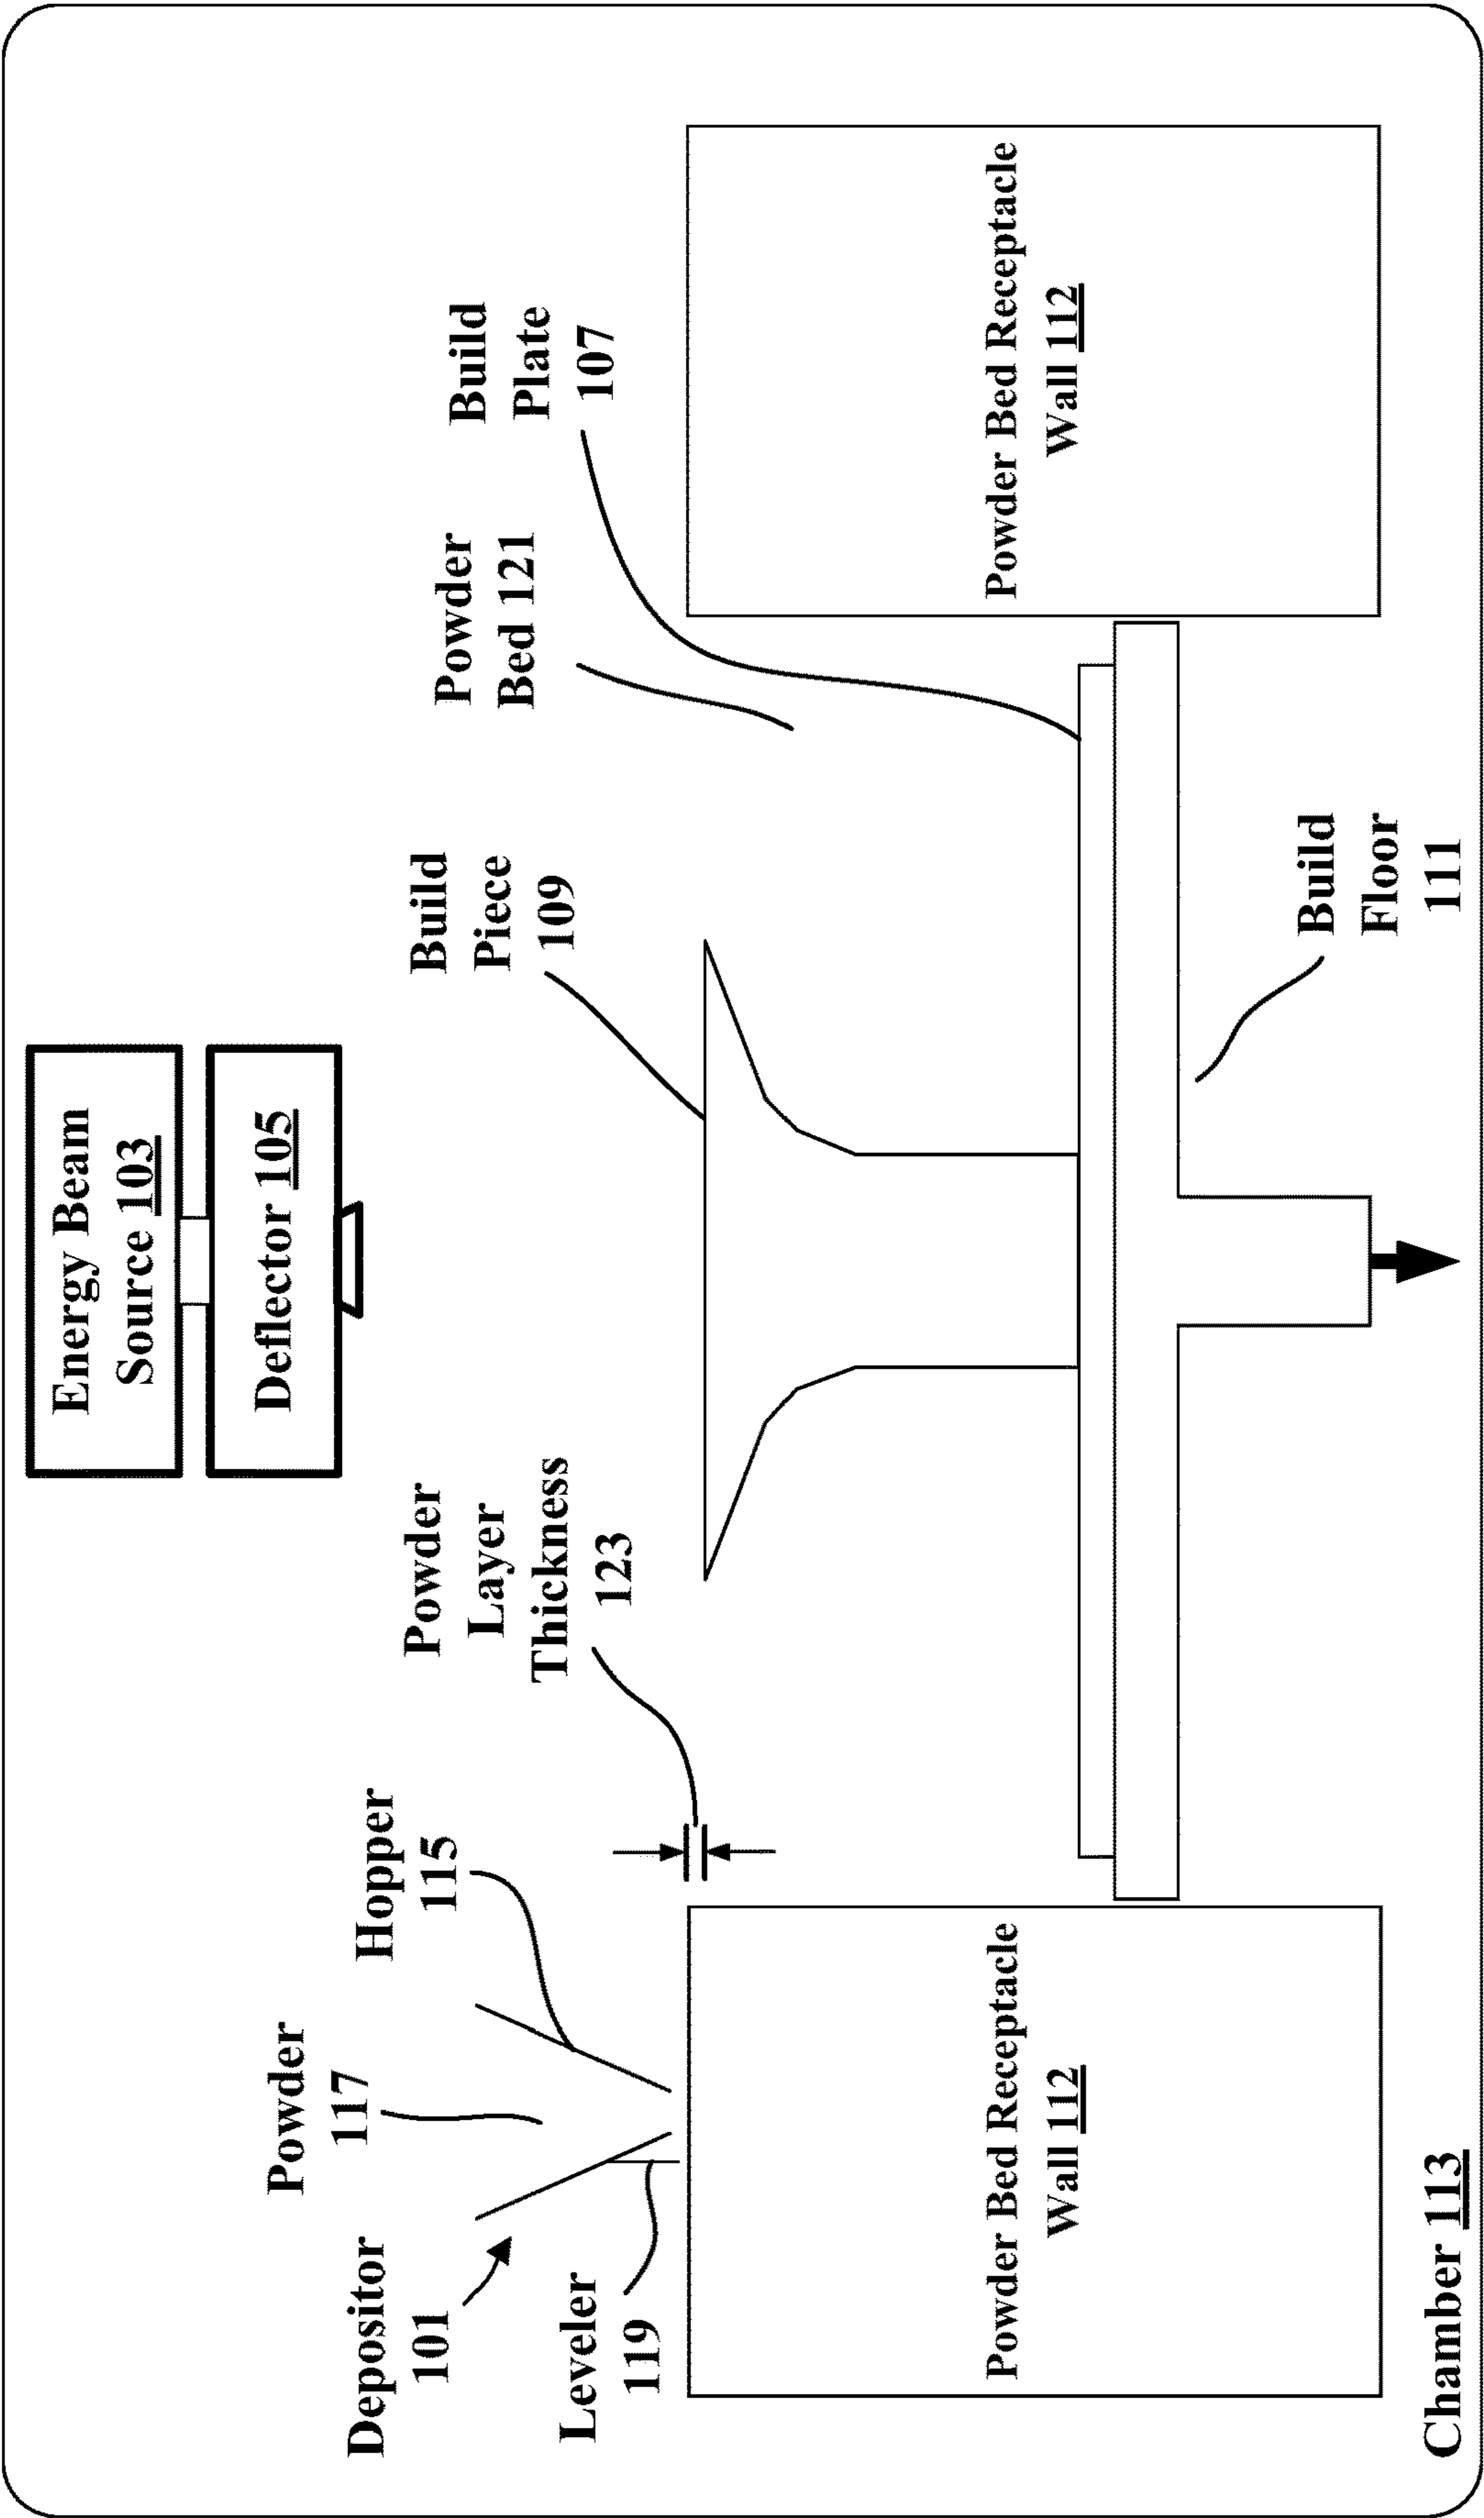 Energy Beam
Source 103
Deflector 105
Powder
117
Hopper
115
Depositor
101
Leveler
119
Powder
Layer
Thickness
123
Build
Piece
109
Powder
Bed 121
Build
Plate
107
Powder Bed Receptacle
Wall 112
Powder Bed Receptacle
Wall 112
Build
Floor
111
Chamber 113